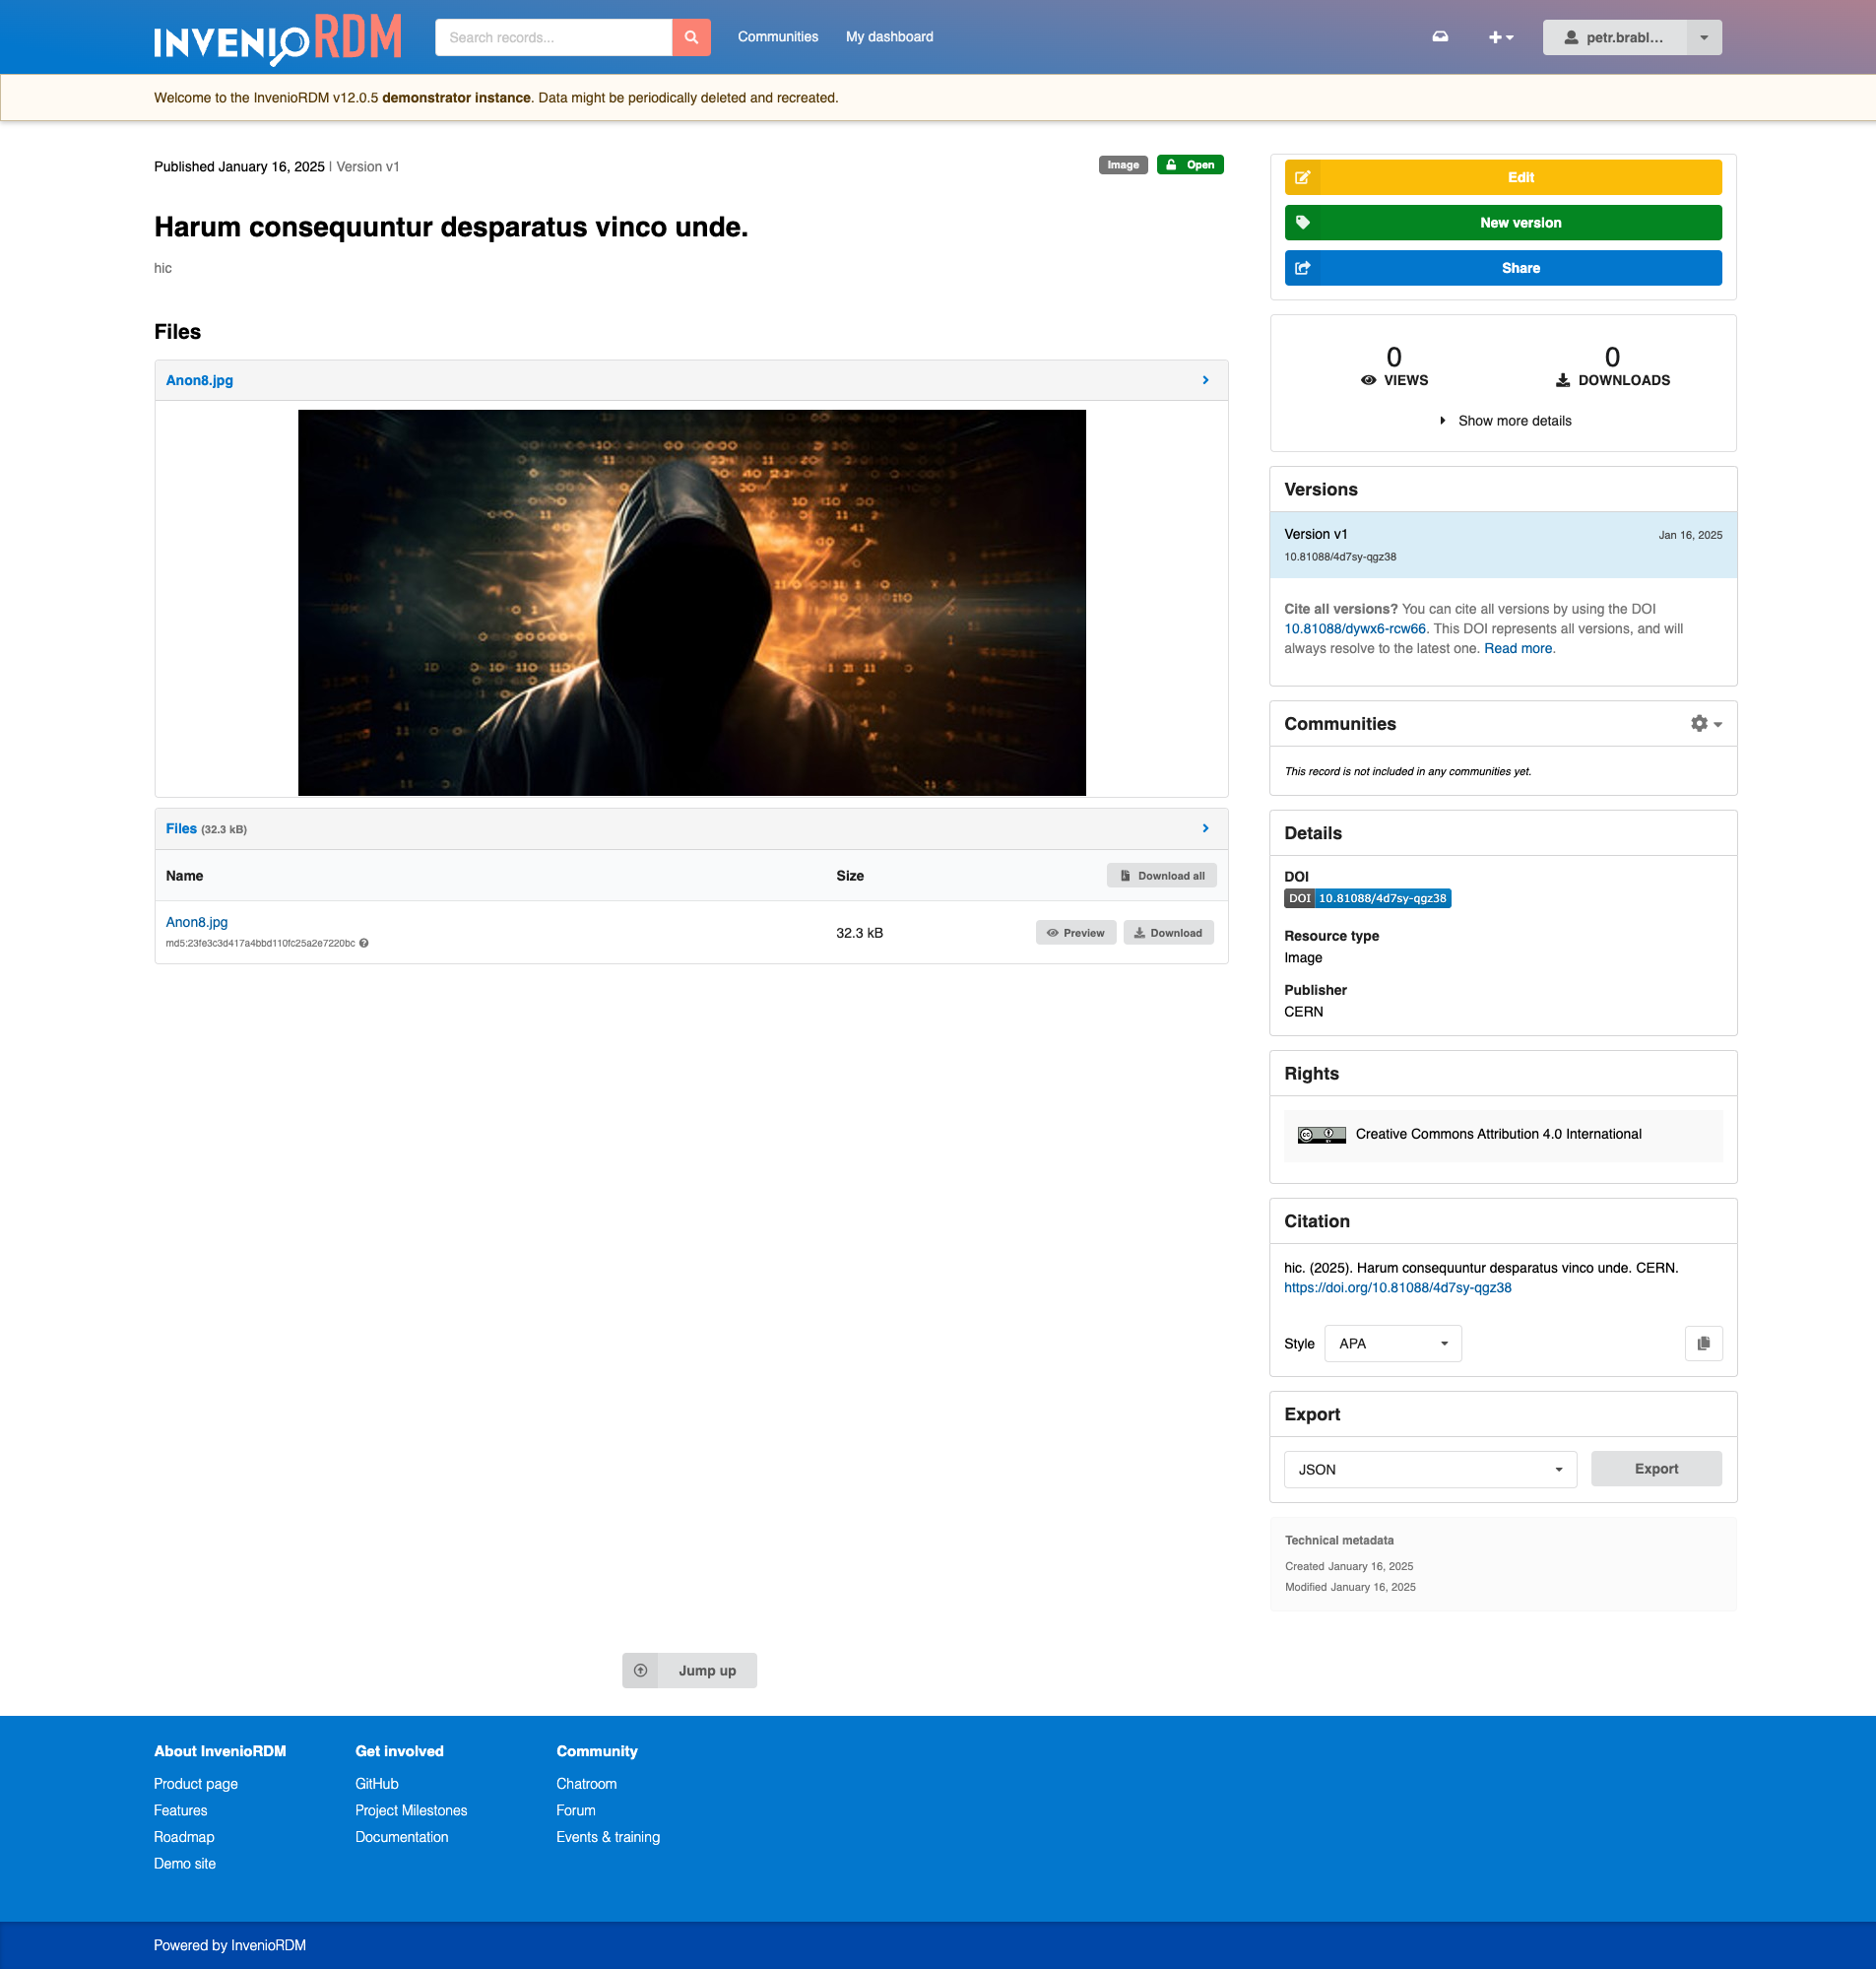 INVENIORDM
Search records...
Communities
My dashboard
petr.brabl...
Welcome to the InvenioRDM v12.0.5 demonstrator instance. Data might be periodically deleted and recreated.
Published January 16, 2025 | Version v1
Image
Open
Harum consequuntur desparatus vinco unde.
hic
Files
Anon8.jpg
Files (32.3 kB)
Name
Size
Download all
Anon8.jpg
md5:23fe3c3d417a4bbd110fc25a2e7220bc
32.3 kB
Preview
Download
Edit
New version
Share
0
VIEWS
0
DOWNLOADS
Show more details
Versions
Version v1
Jan 16, 2025
10.81088/4d7sy-qgz38
Cite all versions? You can cite all versions by using the DOI
10.81088/dywx6-rcw66. This DOI represents all versions, and will
always resolve to the latest one. Read more.
Communities
This record is not included in any communities yet.
Details
DOI
DOI 10.81088/4d7sy-qgz38
Resource type
Image
Publisher
CERN
Rights
Creative Commons Attribution 4.0 International
Citation
hic. (2025). Harum consequuntur desparatus vinco unde. CERN.
https://doi.org/10.81088/4d7sy-qgz38
Style
APA
Export
JSON
Export
Technical metadata
Created January 16, 2025
Modified January 16, 2025
Jump up
About InvenioRDM
Product page
Features
Roadmap
Demo site
Get involved
GitHub
Project Milestones
Documentation
Community
Chatroom
Forum
Events & training
Powered by InvenioRDM